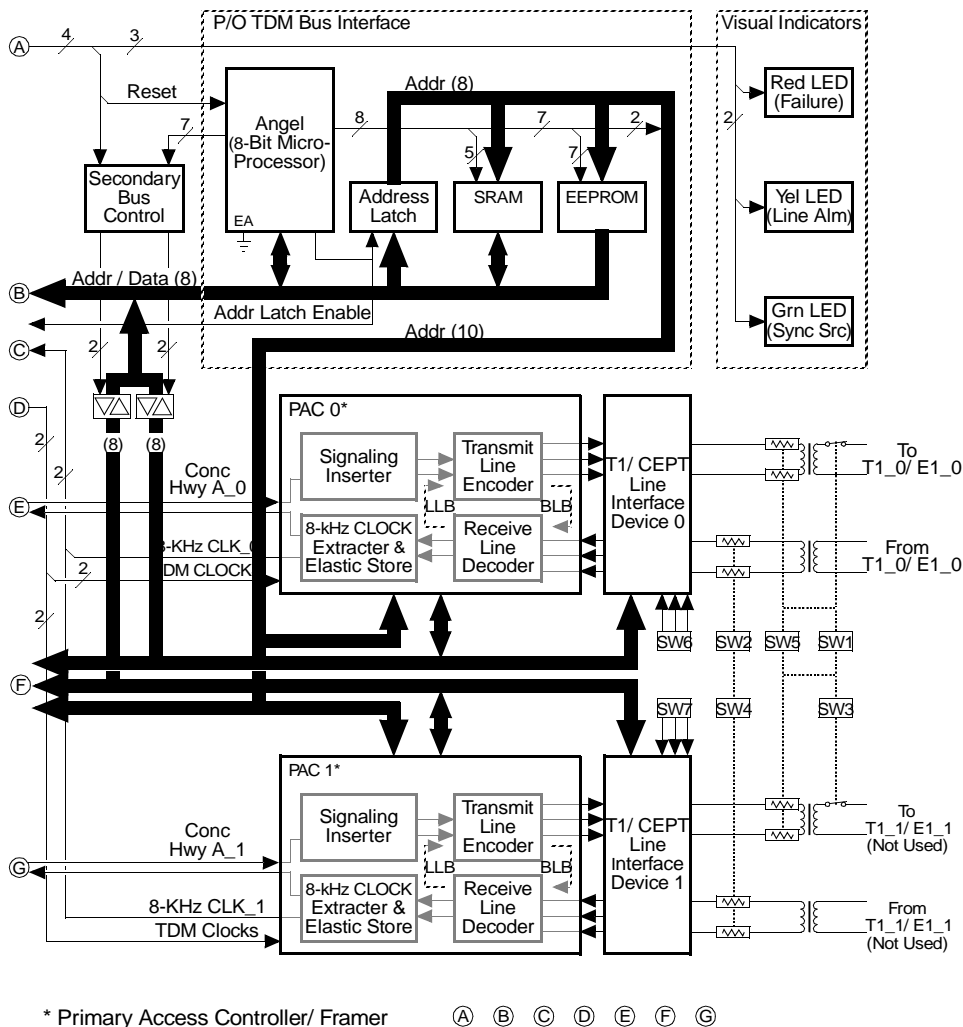 P/O TDM Bus Interface
Visual Indicators
A
4
3
Reset
Addr (8)
Red LED
(Failure)
7
Angel
(8-Bit Micro-
Processor)
8
7
2
2
5
7
Secondary
Bus
Control
Address
Latch
SRAM
EEPROM
Yel LED
(Line Alm)
EA
Addr / Data (8)
B
Addr Latch Enable
Grn LED
(Sync Src)
Addr (10)
C
2
2
D
PAC 0*
2
(8)
(8)
Signaling
Inserter
Transmit
Line
Encoder
T1/ CEPT
Line
Interface
Device 0
To
T1_0/ E1_0
2
Conc
Hwy A_0
E
LLB
BLB
8-kHz CLOCK
Extracter &
Elastic Store
Receive
Line
Decoder
8-KHz CLK_0
From
T1_0/ E1_0
2
TDM CLOCK
2
SW6
SW2
SW5
SW1
F
SW7
SW4
SW3
PAC 1*
Signaling
Inserter
Transmit
Line
Encoder
T1/ CEPT
Line
Interface
Device 1
To
T1_1/ E1_1
(Not Used)
Conc
Hwy A_1
G
LLB
BLB
8-kHz CLOCK
Extracter &
Elastic Store
Receive
Line
Decoder
8-KHz CLK_1
TDM Clocks
From
T1_1/ E1_1
(Not Used)
* Primary Access Controller/ Framer
A B C D E F G